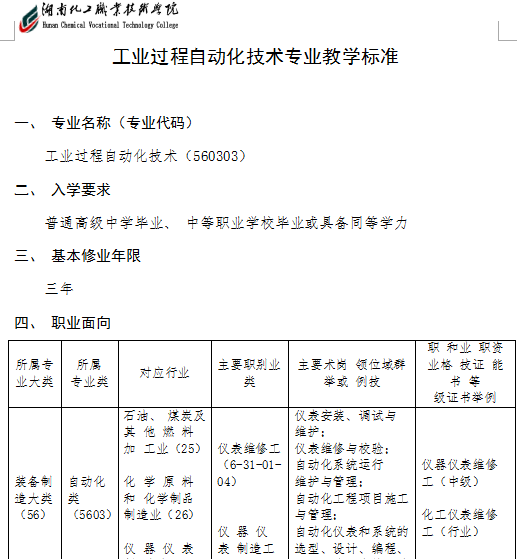 湖南化工职业技术学院
Hunan Chemical Vocational Technology College
工业过程自动化技术专业教学标准
一、 专业名称（专业代码）
工业过程自动化技术（560303）
二、 入学要求
普通高级中学毕业、 中等职业学校毕业或具备同等学力
三、 基本修业年限
三年
四、 职业面向
所属专
业大类
所属
专业类
对应行业
主要职别业
类
主要术岗 领位域群
举或 例技
职 和业 职资
业格 技证 能
书 等
级证书举例
装备制
造大类
（56）
自动化
类
（5603）
石油、 煤炭及
其 他 燃 料
加 工业（25）
化 学 原 料
和 化学制品
制造业（26）
仪 器 仪 表
仪表维修工
（6-31-01-
04）
仪 器 仪
表 制造工
仪表安装、调试与
维护；
仪表维修与校验；
自动化系统运行
维护与管理；
自动化工程项目施工
与管理；
自动化仪表和系统的
选型、设计、编程、
仪器仪表维修
工（中级）
化工仪表维修
工（行业）